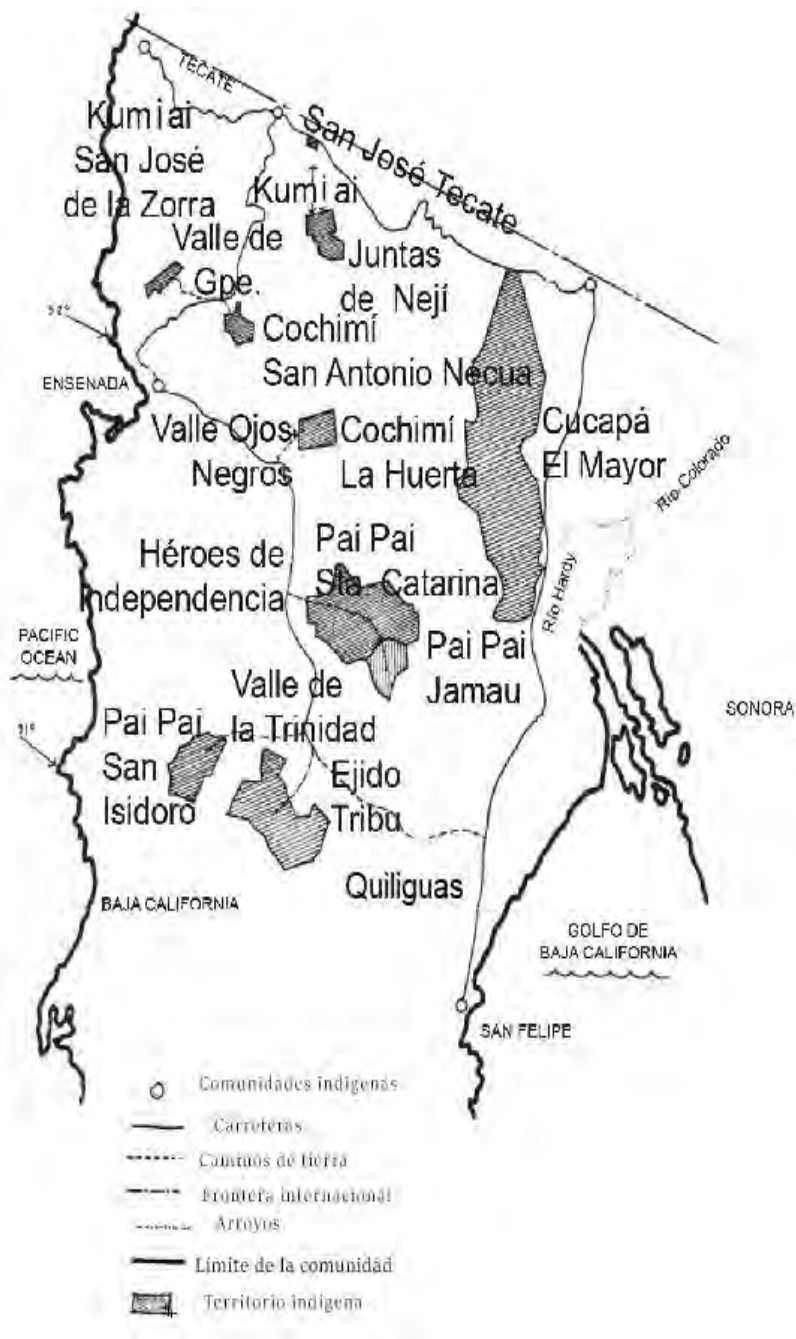 TECATE
San José Tecate
Kumiai
San José
de la Zorra
Kumiai
Valle de
Gpe.
Juntas
de Nejí
Cochimí
San Antonio Nécua
ENSENADA
Valle Ojos
Negros
Cochimí
La Huerta
Cucapá
El Mayor
Río Colorado
Río Hardy
Héroes de
Independencia
Pai Pai
Sta. Catarina
Pai Pai
Jamau
PACIFIC
OCEAN
Valle de
la Trinidad
SONORA
31º
Pai Pai
San
Isidoro
Ejido
Tribu
Quiliguas
BAJA CALIFORNIA
GOLFO DE
BAJA CALIFORNIA
SAN FELIPE
Comunidades indígenas
Carreteras
Caminos de tierra
Frontera internacional
Arroyos
Límite de la comunidad
Territorio indígena